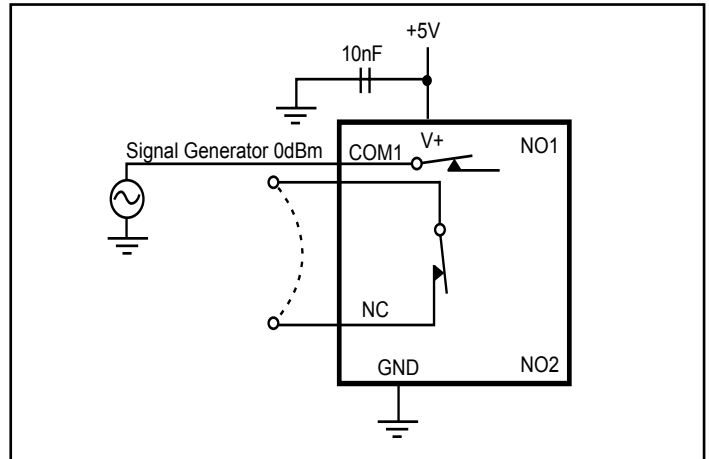 +5V
10nF
Signal Generator 0dBm
COM1
V+
NO1
NC
GND
NO2